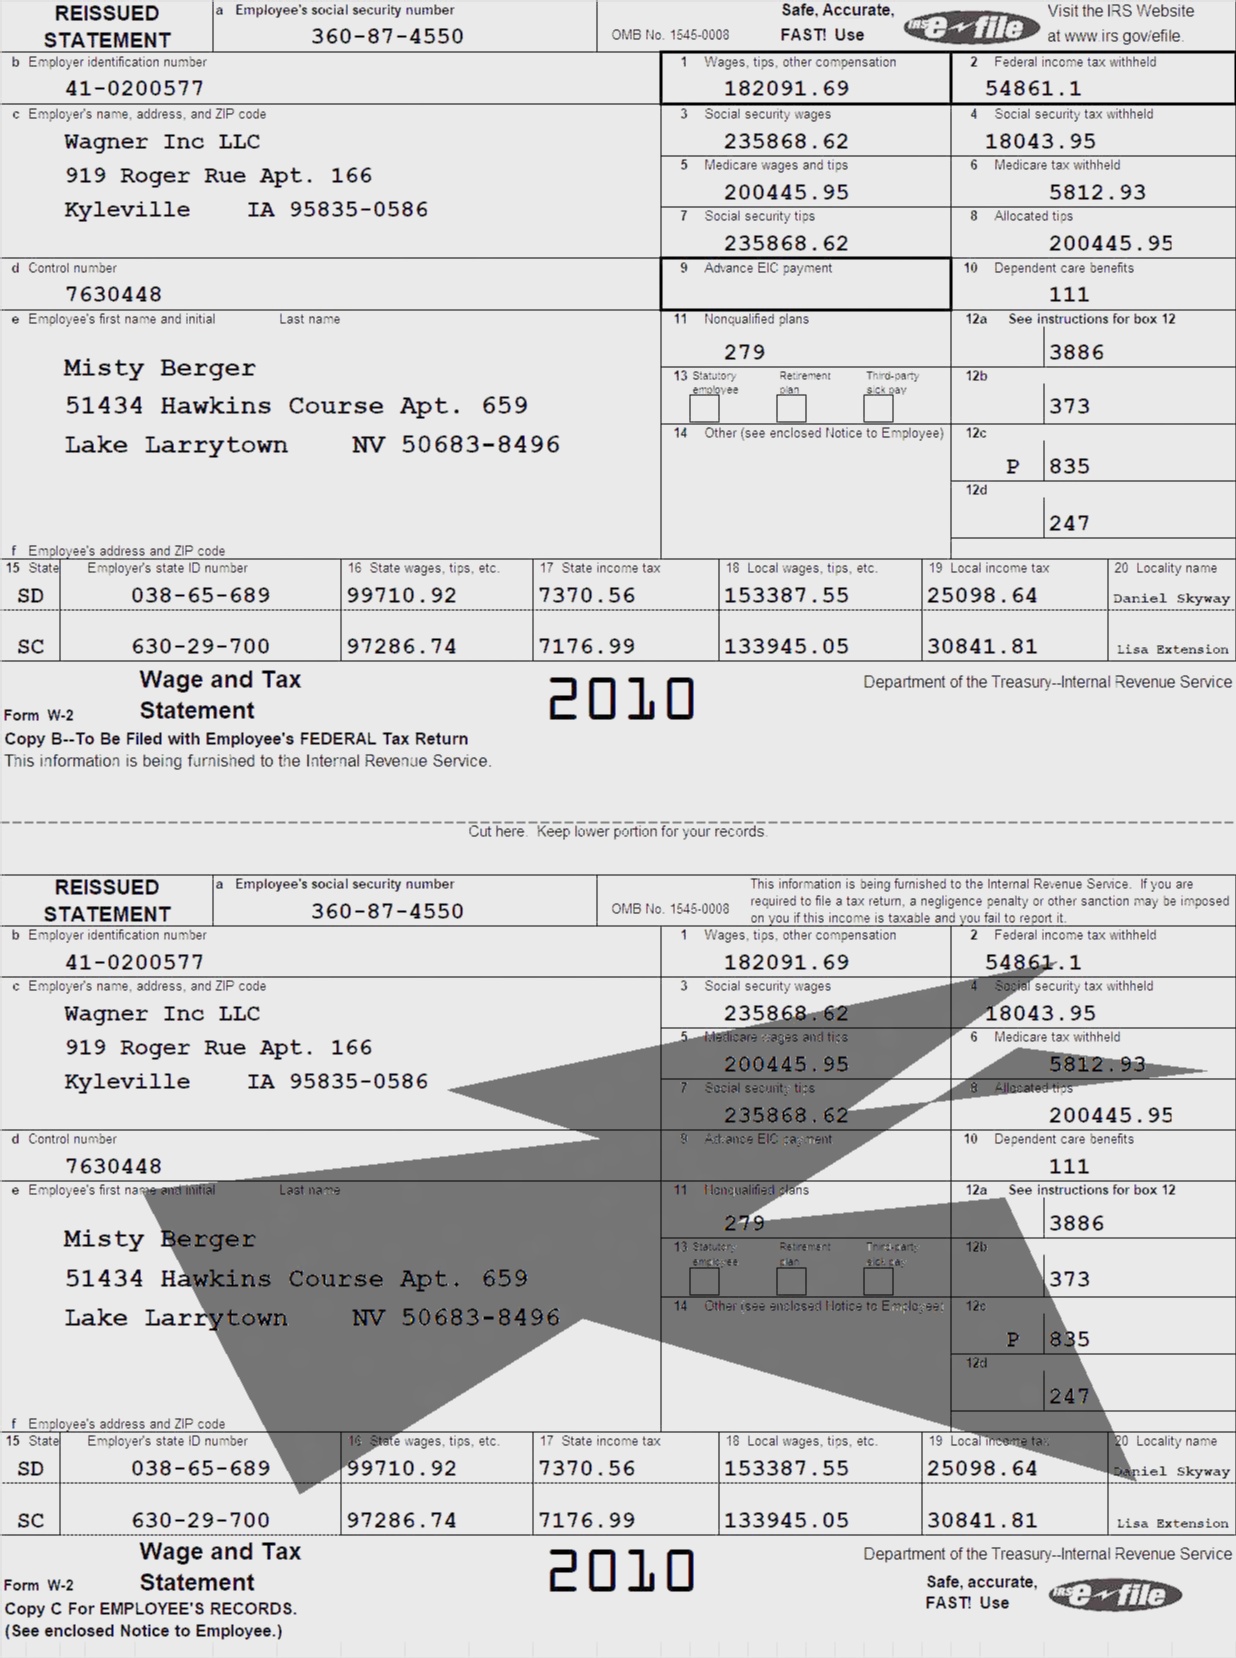 REISSUED STATEMENT
a Employee's social security number
360-87-4550
OMB No. 1545-0008
Safe, Accurate, FAST! Use
IRS e-file
Visit the IRS Website at www.irs.gov/efile.
b Employer identification number
41-0200577
1 Wages, tips, other compensation
182091.69
2 Federal income tax withheld
54861.1
c Employer's name, address, and ZIP code
Wagner Inc LLC
919 Roger Rue Apt. 166
Kyleville IA 95835-0586
3 Social security wages
235868.62
4 Social security tax withheld
18043.95
5 Medicare wages and tips
200445.95
6 Medicare tax withheld
5812.93
7 Social security tips
235868.62
8 Allocated tips
200445.95
d Control number
7630448
9 Advance EIC payment
10 Dependent care benefits
111
e Employee's first name and initial Last name
Misty Berger
51434 Hawkins Course Apt. 659
Lake Larrytown NV 50683-8496
11 Nonqualified plans
279
12a See instructions for box 12
3886
13 Statutory employee Retirement plan Third-party sick pay
12b
373
14 Other (see enclosed Notice to Employee)
12c
P 835
12d
247
f Employee's address and ZIP code
15 State Employer's state ID number 16 State wages, tips, etc. 17 State income tax 18 Local wages, tips, etc. 19 Local income tax 20 Locality name
SD 038-65-689 99710.92 7370.56 153387.55 25098.64 Daniel Skyway
SC 630-29-700 97286.74 7176.99 133945.05 30841.81 Lisa Extension
Form W-2 Wage and Tax Statement
2010
Department of the Treasury--Internal Revenue Service
Copy B--To Be Filed with Employee's FEDERAL Tax Return
This information is being furnished to the Internal Revenue Service.
Cut here. Keep lower portion for your records.
REISSUED STATEMENT
a Employee's social security number
360-87-4550
OMB No. 1545-0008
This information is being furnished to the Internal Revenue Service. If you are
required to file a tax return, a negligence penalty or other sanction may be imposed
on you if this income is taxable and you fail to report it.
b Employer identification number
41-0200577
1 Wages, tips, other compensation
182091.69
2 Federal income tax withheld
54861.1
c Employer's name, address, and ZIP code
Wagner Inc LLC
919 Roger Rue Apt. 166
Kyleville IA 95835-0586
3 Social security wages
235868.62
4 Social security tax withheld
18043.95
5 Medicare wages and tips
200445.95
6 Medicare tax withheld
5812.93
7 Social security tips
235868.62
8 Allocated tips
200445.95
d Control number
7630448
9 Advance EIC payment
10 Dependent care benefits
111
e Employee's first name and initial Last name
Misty Berger
51434 Hawkins Course Apt. 659
Lake Larrytown NV 50683-8496
11 Nonqualified plans
279
12a See instructions for box 12
3886
13 Statutory employee Retirement plan Third-party sick pay
12b
373
14 Other (see enclosed Notice to Employee)
12c
P 835
12d
247
f Employee's address and ZIP code
15 State Employer's state ID number 16 State wages, tips, etc. 17 State income tax 18 Local wages, tips, etc. 19 Local income tax 20 Locality name
SD 038-65-689 99710.92 7370.56 153387.55 25098.64 Daniel Skyway
SC 630-29-700 97286.74 7176.99 133945.05 30841.81 Lisa Extension
Form W-2 Wage and Tax Statement
2010
Department of the Treasury--Internal Revenue Service
Safe, accurate, FAST! Use
IRS e-file
Copy C For EMPLOYEE'S RECORDS.
(See enclosed Notice to Employee.)